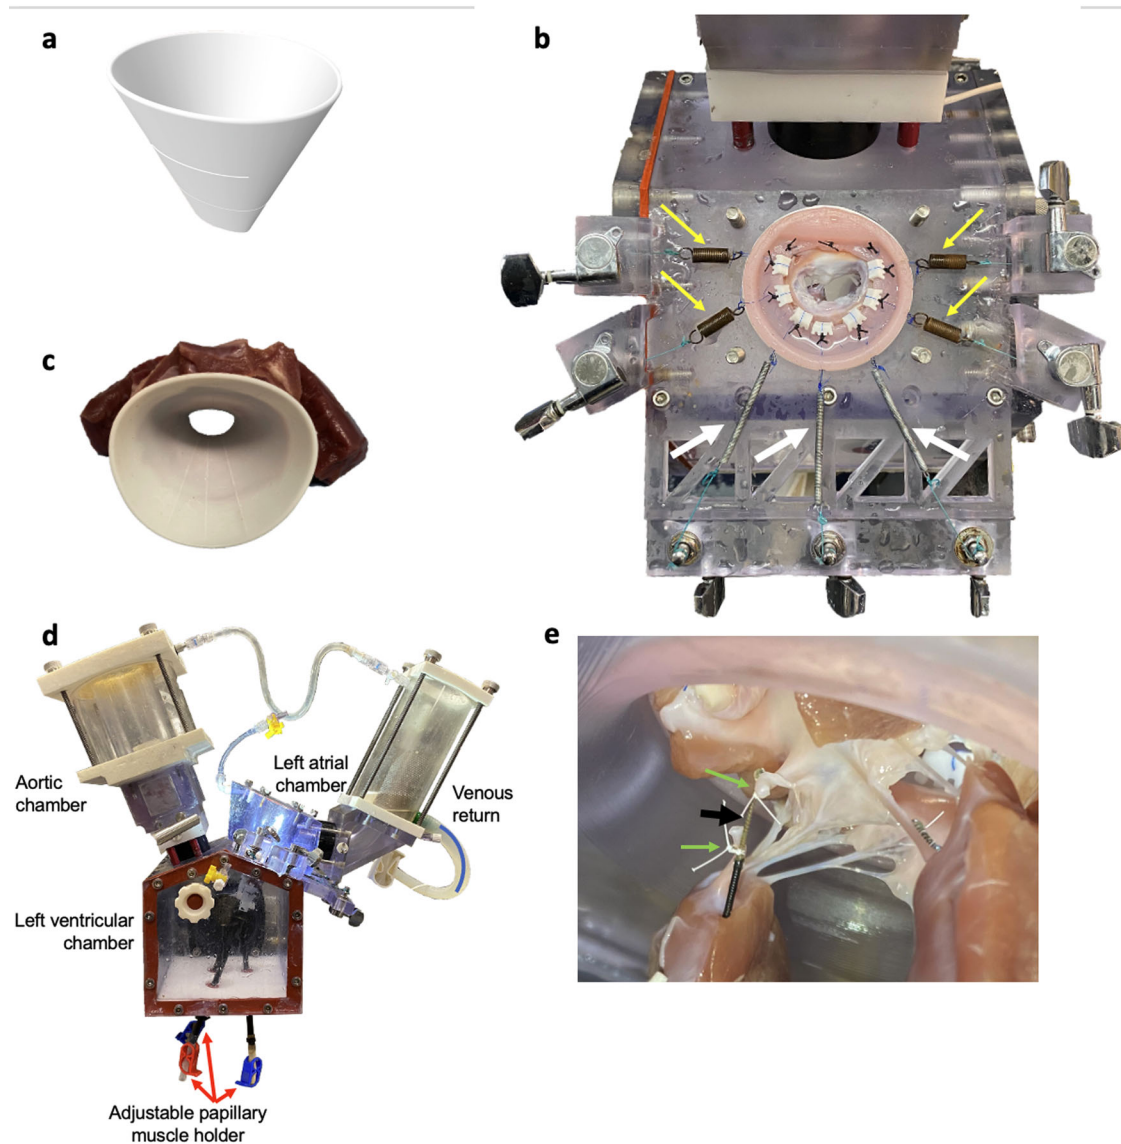 a
b
c
d
Aortic
chamber
Left atrial
chamber
Venous
return
Left ventricular
chamber
Adjustable papillary
muscle holder
e